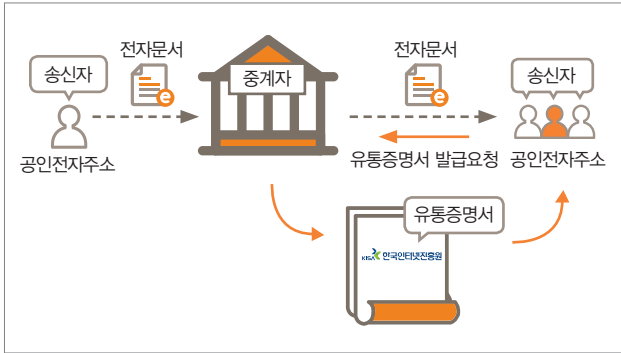 송신자
공인전자주소
전자문서
e
중계자
전자문서
e
송신자
공인전자주소
유통증명서 발급요청
유통증명서
KISA 한국인터넷진흥원